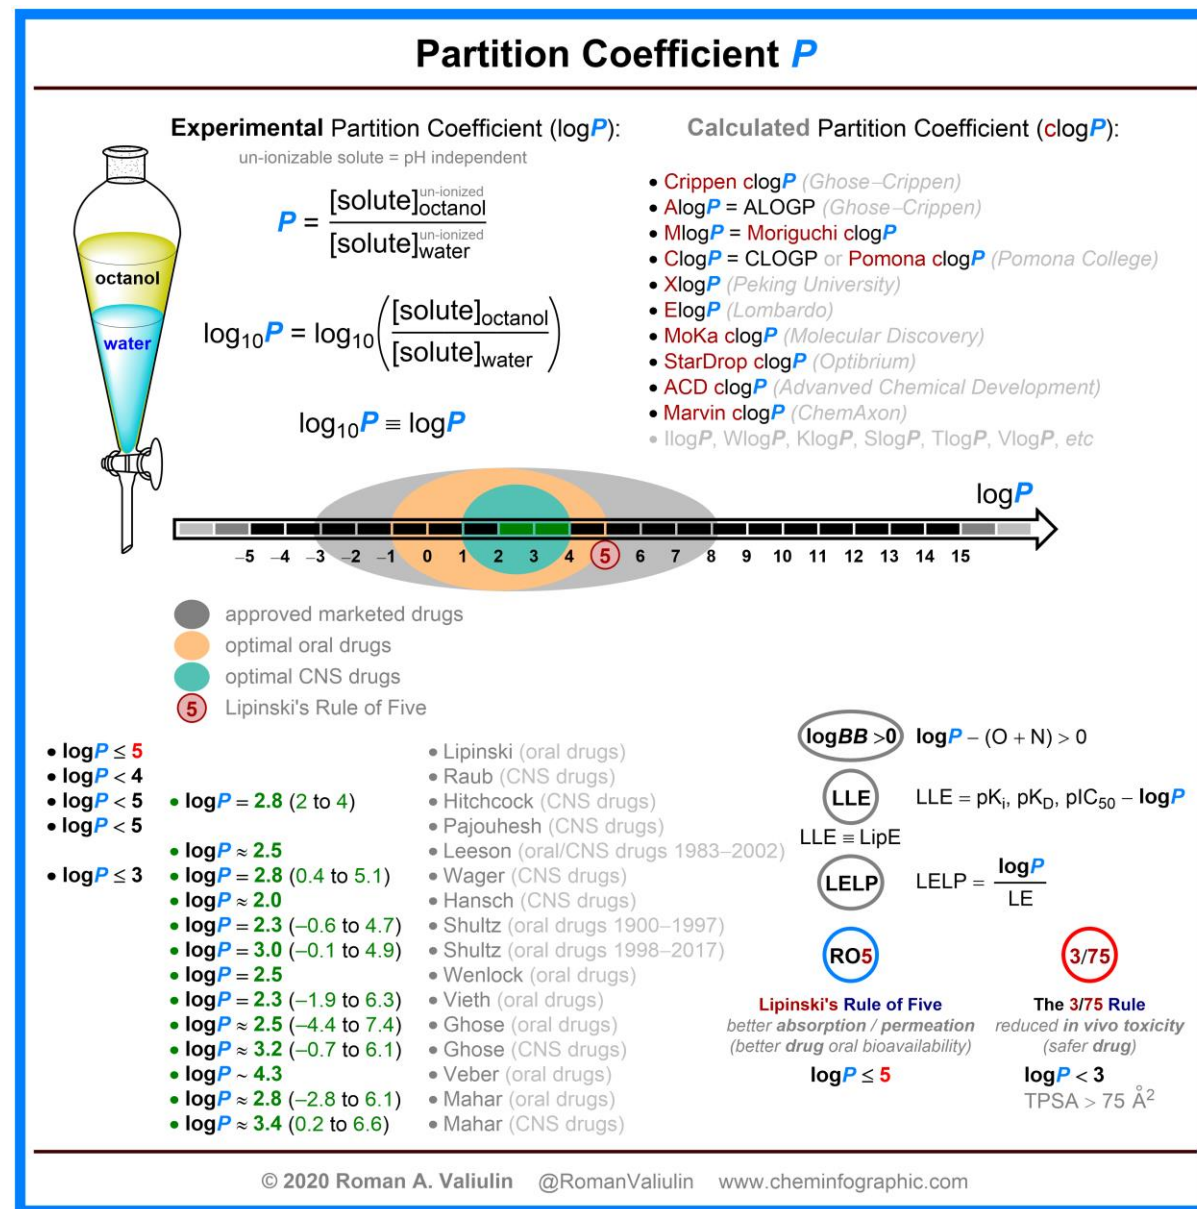 Partition Coefficient P
Experimental Partition Coefficient (logP):
un-ionizable solute = pH independent
P = [solute]un-ionized octanol / [solute]un-ionized water
log₁₀P = log₁₀([solute]octanol / [solute]water)
log₁₀P ≡ logP
octanol
water
Calculated Partition Coefficient (clogP):
• Crippen clogP (Ghose–Crippen)
• AlogP = ALOGP (Ghose–Crippen)
• MlogP = Moriguchi clogP
• ClogP = CLOGP or Pomona clogP (Pomona College)
• XlogP (Peking University)
• ElogP (Lombardo)
• MoKa clogP (Molecular Discovery)
• StarDrop clogP (Optibrium)
• ACD clogP (Advanved Chemical Development)
• Marvin clogP (ChemAxon)
• IlogP, WlogP, KlogP, SlogP, TlogP, VlogP, etc
logP
–5 –4 –3 –2 –1 0 1 2 3 4 5 6 7 8 9 10 11 12 13 14 15
approved marketed drugs
optimal oral drugs
optimal CNS drugs
5 Lipinski's Rule of Five
• logP ≤ 5 • Lipinski (oral drugs)
• logP < 4 • Raub (CNS drugs)
• logP < 5 • logP = 2.8 (2 to 4) • Hitchcock (CNS drugs)
• logP < 5 • Pajouhesh (CNS drugs)
• logP ≈ 2.5 • Leeson (oral/CNS drugs 1983–2002)
• logP ≤ 3 • logP = 2.8 (0.4 to 5.1) • Wager (CNS drugs)
• logP ≈ 2.0 • Hansch (CNS drugs)
• logP = 2.3 (–0.6 to 4.7) • Shultz (oral drugs 1900–1997)
• logP = 3.0 (–0.1 to 4.9) • Shultz (oral drugs 1998–2017)
• logP = 2.5 • Wenlock (oral drugs)
• logP = 2.3 (–1.9 to 6.3) • Vieth (oral drugs)
• logP ≈ 2.5 (–4.4 to 7.4) • Ghose (oral drugs)
• logP ≈ 3.2 (–0.7 to 6.1) • Ghose (CNS drugs)
• logP ~ 4.3 • Veber (oral drugs)
• logP ≈ 2.8 (–2.8 to 6.1) • Mahar (oral drugs)
• logP ≈ 3.4 (0.2 to 6.6) • Mahar (CNS drugs)
logBB >0 logP – (O + N) > 0
LLE LLE = pKi, pKD, pIC₅₀ – logP
LLE ≡ LipE
LELP LELP = logP / LE
RO5
Lipinski's Rule of Five
better absorption / permeation
(better drug oral bioavailability)
logP ≤ 5
3/75
The 3/75 Rule
reduced in vivo toxicity
(safer drug)
logP < 3
TPSA > 75 Å²
© 2020 Roman A. Valiulin @RomanValiulin www.cheminfographic.com